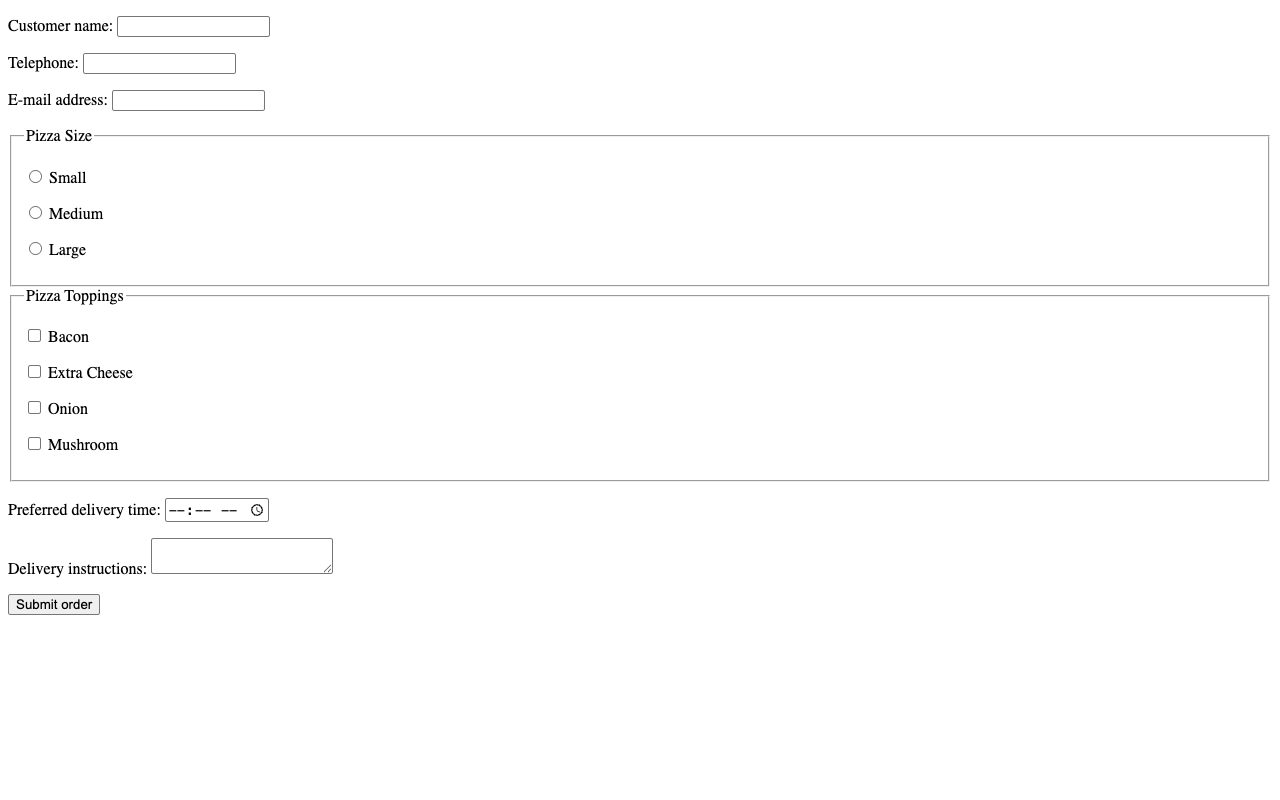 Customer name:
Telephone:
E-mail address:
Pizza Size
Small
Medium
Large
Pizza Toppings
Bacon
Extra Cheese
Onion
Mushroom
Preferred delivery time: --:-- --
Delivery instructions:
Submit order